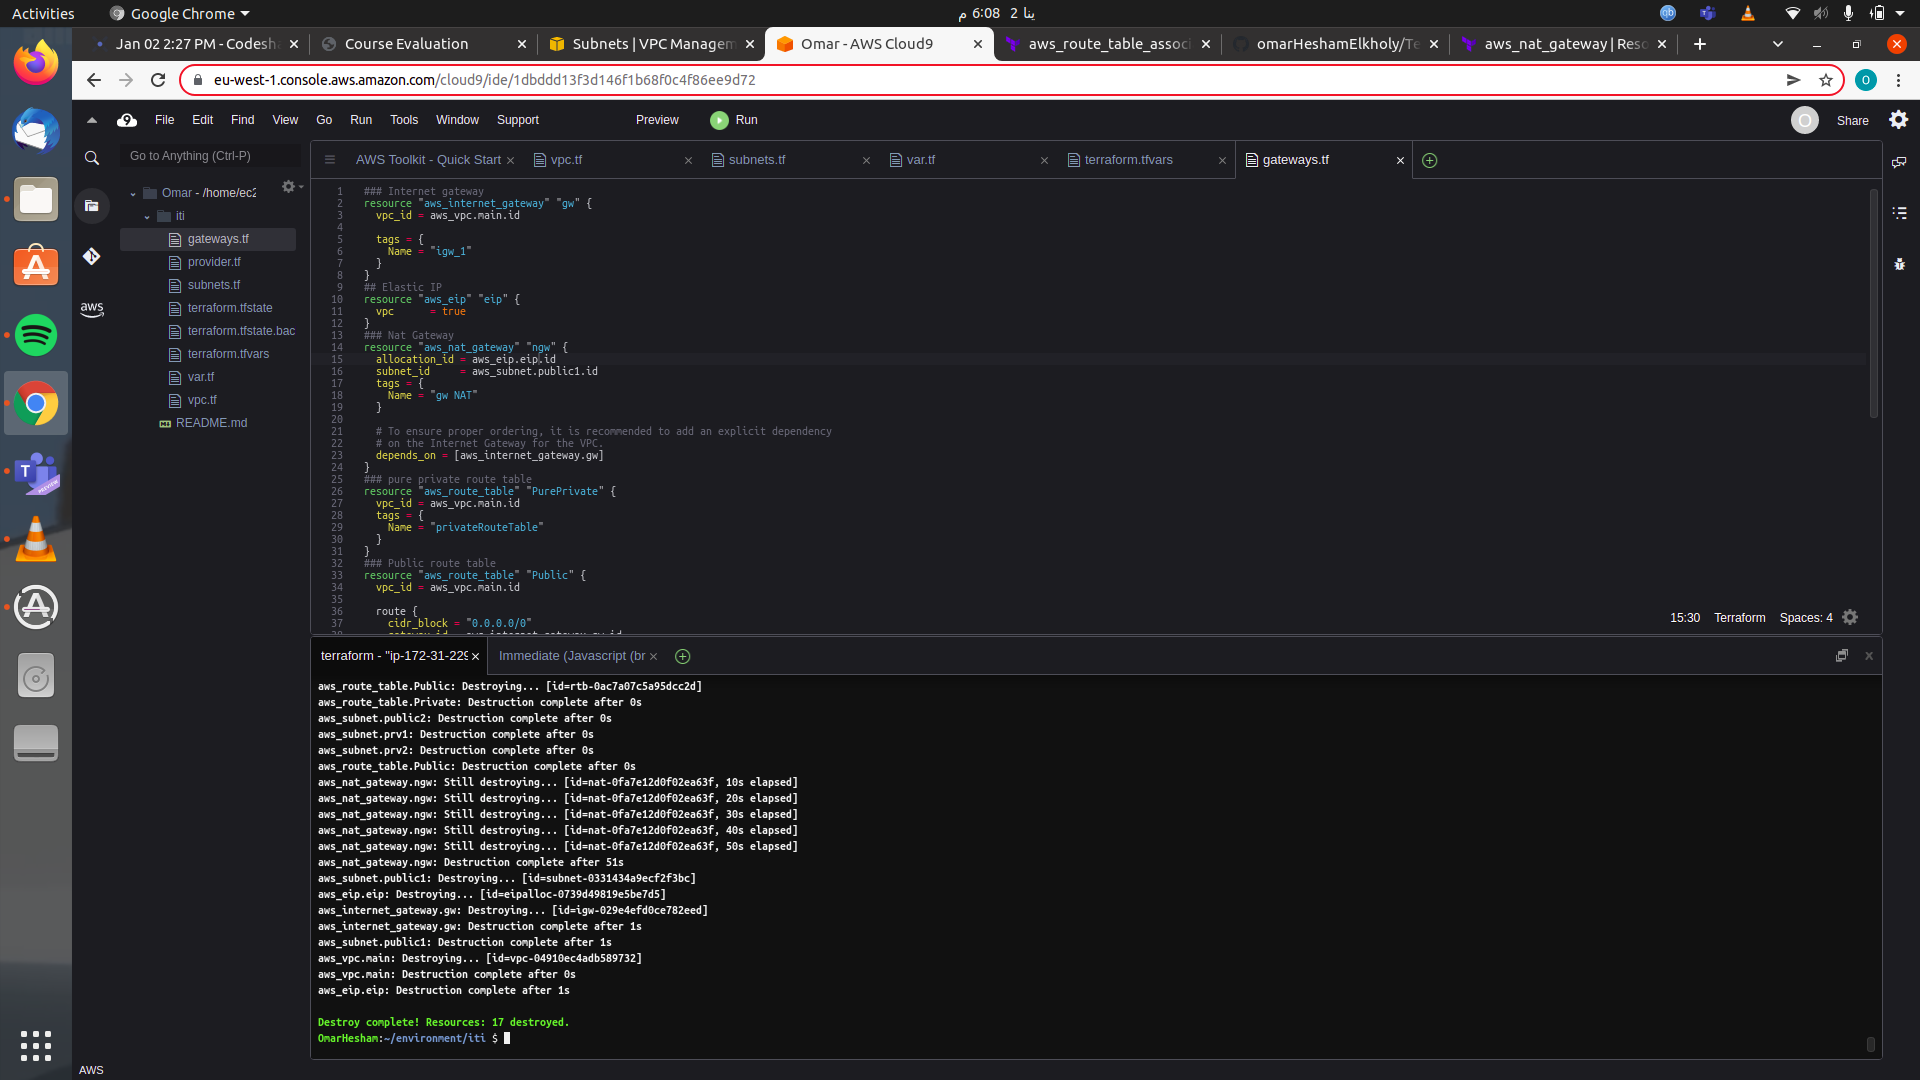 Activities
Google Chrome
2 ينا 6:08 م
Jan 02 2:27 PM - Codesha
Course Evaluation
Subnets | VPC Managem
Omar - AWS Cloud9
aws_route_table_assoc
omarHeshamElkholy/Te
aws_nat_gateway | Reso
eu-west-1.console.aws.amazon.com/cloud9/ide/1dbddd13f3d146f1b68f0c4f86ee9d72
O
File Edit Find View Go Run Tools Window Support Preview Run
O
Share
Go to Anything (Ctrl-P)
AWS Toolkit - Quick Start
vpc.tf
subnets.tf
var.tf
terraform.tfvars
gateways.tf
Omar - /home/ec2
iti
gateways.tf
provider.tf
subnets.tf
terraform.tfstate
terraform.tfstate.bac
terraform.tfvars
var.tf
vpc.tf
README.md
aws
1 ### Internet gateway
2 resource "aws_internet_gateway" "gw" {
3 vpc_id = aws_vpc.main.id
4
5 tags = {
6 Name = "igw_1"
7 }
8 }
9 ## Elastic IP
10 resource "aws_eip" "eip" {
11 vpc = true
12 }
13 ### Nat Gateway
14 resource "aws_nat_gateway" "ngw" {
15 allocation_id = aws_eip.eip.id
16 subnet_id = aws_subnet.public1.id
17 tags = {
18 Name = "gw NAT"
19 }
20
21 # To ensure proper ordering, it is recommended to add an explicit dependency
22 # on the Internet Gateway for the VPC.
23 depends_on = [aws_internet_gateway.gw]
24 }
25 ### pure private route table
26 resource "aws_route_table" "PurePrivate" {
27 vpc_id = aws_vpc.main.id
28 tags = {
29 Name = "privateRouteTable"
30 }
31 }
32 ### Public route table
33 resource "aws_route_table" "Public" {
34 vpc_id = aws_vpc.main.id
35
36 route {
37 cidr_block = "0.0.0.0/0"
15:30 Terraform Spaces: 4
terraform - "ip-172-31-229
Immediate (Javascript (br
aws_route_table.Public: Destroying... [id=rtb-0ac7a07c5a95dcc2d]
aws_route_table.Private: Destruction complete after 0s
aws_subnet.public2: Destruction complete after 0s
aws_subnet.prv1: Destruction complete after 0s
aws_subnet.prv2: Destruction complete after 0s
aws_route_table.Public: Destruction complete after 0s
aws_nat_gateway.ngw: Still destroying... [id=nat-0fa7e12d0f02ea63f, 10s elapsed]
aws_nat_gateway.ngw: Still destroying... [id=nat-0fa7e12d0f02ea63f, 20s elapsed]
aws_nat_gateway.ngw: Still destroying... [id=nat-0fa7e12d0f02ea63f, 30s elapsed]
aws_nat_gateway.ngw: Still destroying... [id=nat-0fa7e12d0f02ea63f, 40s elapsed]
aws_nat_gateway.ngw: Still destroying... [id=nat-0fa7e12d0f02ea63f, 50s elapsed]
aws_nat_gateway.ngw: Destruction complete after 51s
aws_subnet.public1: Destroying... [id=subnet-0331434a9ecf2f3bc]
aws_eip.eip: Destroying... [id=eipalloc-0739d49819e5be7d5]
aws_internet_gateway.gw: Destroying... [id=igw-029e4efd0ce782eed]
aws_internet_gateway.gw: Destruction complete after 1s
aws_subnet.public1: Destruction complete after 1s
aws_vpc.main: Destroying... [id=vpc-04910ec4adb589732]
aws_vpc.main: Destruction complete after 0s
aws_eip.eip: Destruction complete after 1s
Destroy complete! Resources: 17 destroyed.
OmarHesham:~/environment/iti $
AWS